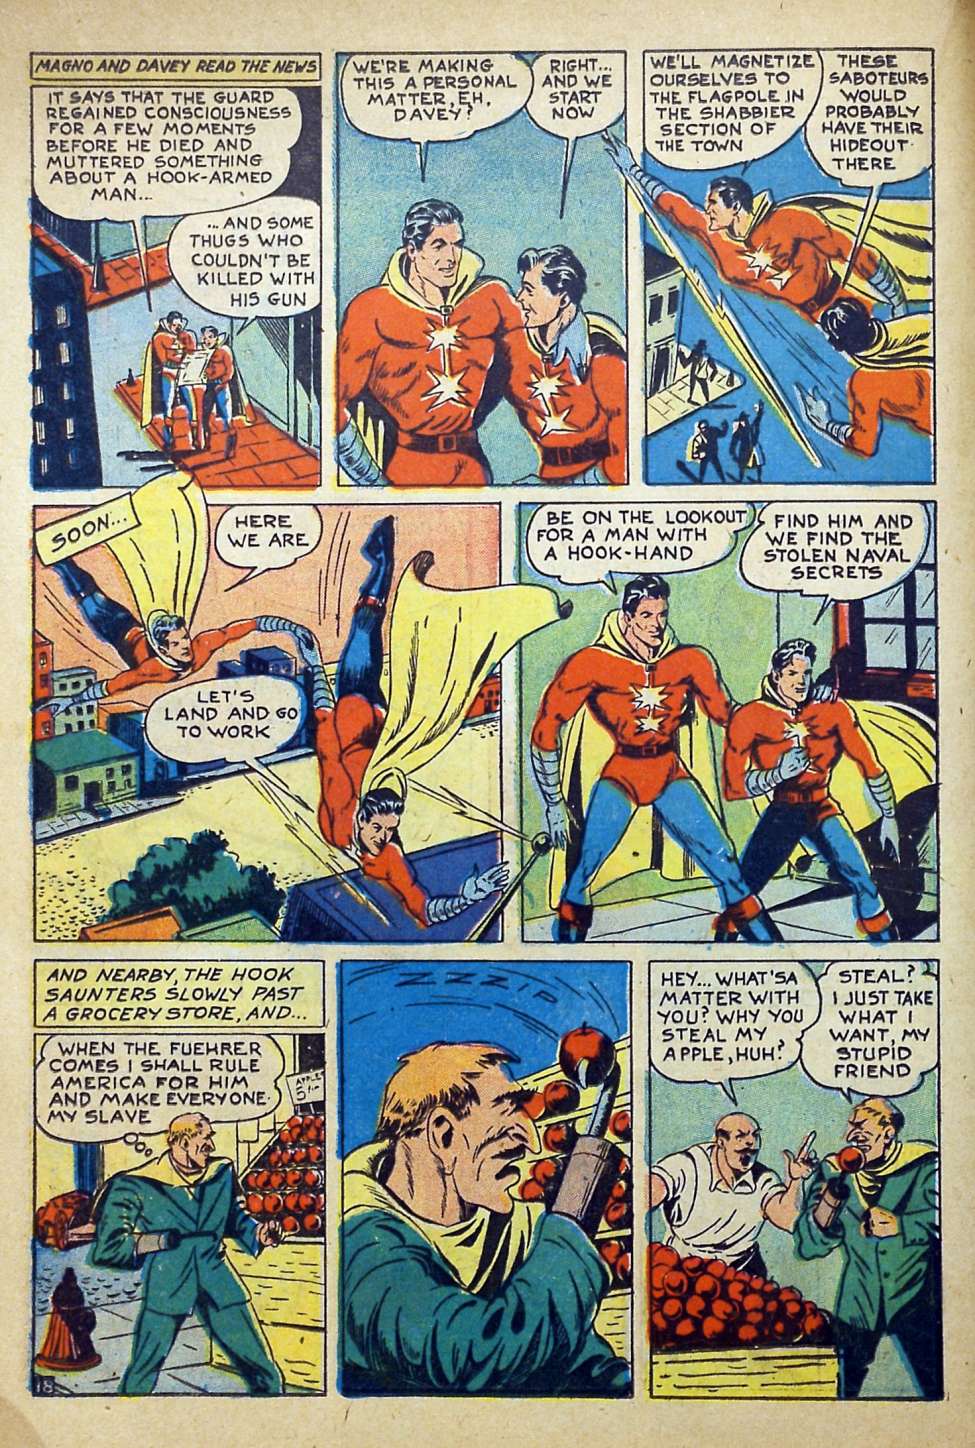 MAGNO AND DAVEY READ THE NEWS
IT SAYS THAT THE GUARD
REGAINED CONSCIOUSNESS
FOR A FEW MOMENTS
BEFORE HE DIED AND
MUTTERED SOMETHING
ABOUT A HOOK-ARMED
MAN...
...AND SOME
THUGS WHO
COULDN'T BE
KILLED WITH
HIS GUN
WE'RE MAKING
THIS A PERSONAL
MATTER, EH,
DAVEY?
RIGHT...
AND WE
START
NOW
WE'LL MAGNETIZE
OURSELVES TO
THE FLAGPOLE IN
THE SHABBIER
SECTION OF
THE TOWN
THESE
SABOTEURS
WOULD
PROBABLY
HAVE THEIR
HIDEOUT
THERE
SOON...
HERE
WE ARE
LET'S
LAND AND GO
TO WORK
BE ON THE LOOKOUT
FOR A MAN WITH
A HOOK-HAND
FIND HIM AND
WE FIND THE
STOLEN NAVAL
SECRETS
AND NEARBY, THE HOOK
SAUNTERS SLOWLY PAST
A GROCERY STORE, AND...
WHEN THE FUEHRER
COMES I SHALL RULE
AMERICA FOR HIM
AND MAKE EVERYONE
MY SLAVE
ZZZZIP
HEY... WHAT'SA
MATTER WITH
YOU? WHY YOU
STEAL MY
APPLE, HUH?
STEAL?
I JUST TAKE
WHAT I
WANT, MY
STUPID
FRIEND
18